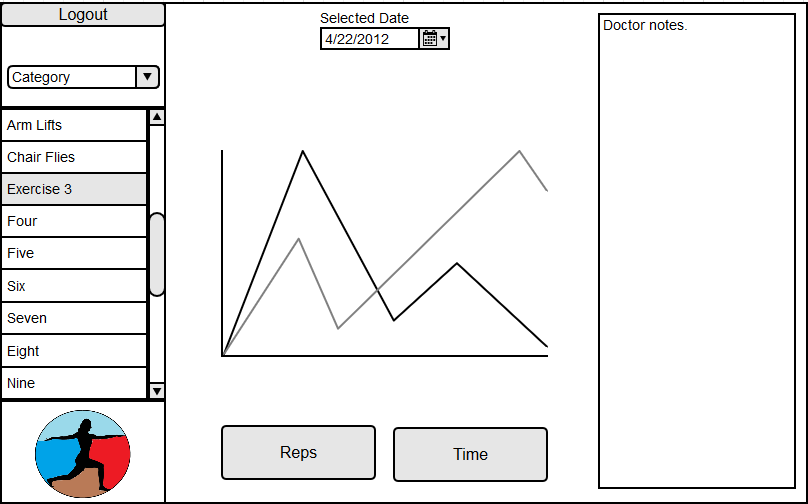 Logout
Category
Arm Lifts
Chair Flies
Exercise 3
Four
Five
Six
Seven
Eight
Nine
Selected Date
4/22/2012
Reps
Time
Doctor notes.